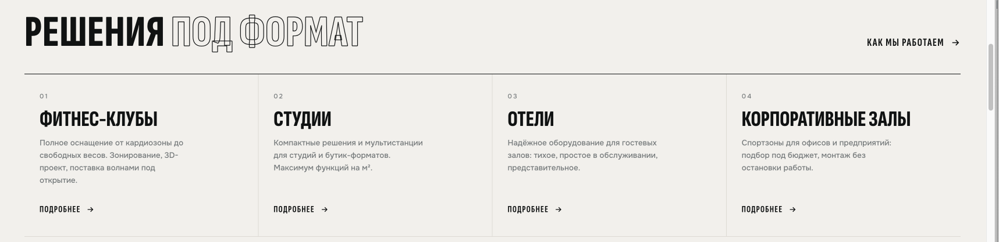 РЕШЕНИЯ ПОД ФОРМАТ
КАК МЫ РАБОТАЕМ →
01
ФИТНЕС-КЛУБЫ
Полное оснащение от кардиозоны до
свободных весов. Зонирование, 3D-
проект, поставка волнами под
открытие.
ПОДРОБНЕЕ →
02
СТУДИИ
Компактные решения и мультистанции
для студий и бутик-форматов.
Максимум функций на м².
ПОДРОБНЕЕ →
03
ОТЕЛИ
Надёжное оборудование для гостевых
залов: тихое, простое в обслуживании,
представительное.
ПОДРОБНЕЕ →
04
КОРПОРАТИВНЫЕ ЗАЛЫ
Спортзоны для офисов и предприятий:
подбор под бюджет, монтаж без
остановки работы.
ПОДРОБНЕЕ →